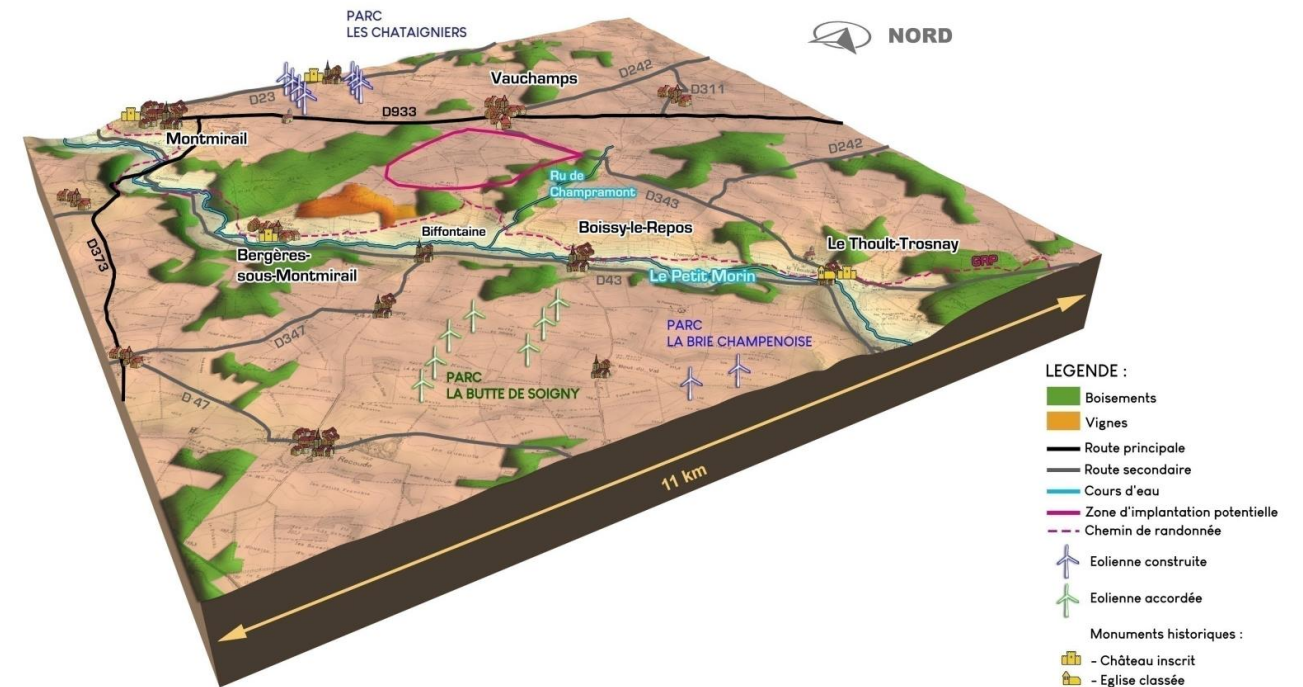 PARC
LES CHATAIGNIERS
NORD
Vauchamps
D242
D311
D23
D933
Montmirail
D242
Ru de
Champramont
D343
Biffontaine
Boissy-le-Repos
Le Thoult-Trosnay
GRP
Bergères-
sous-Montmirail
D373
D43
Le Petit Morin
D347
PARC
LA BRIE CHAMPENOISE
PARC
LA BUTTE DE SOIGNY
D 47
11 km
LEGENDE :
Boisements
Vignes
Route principale
Route secondaire
Cours d'eau
Zone d'implantation potentielle
Chemin de randonnée
Eolienne construite
Eolienne accordée
Monuments historiques :
- Château inscrit
- Eglise classée